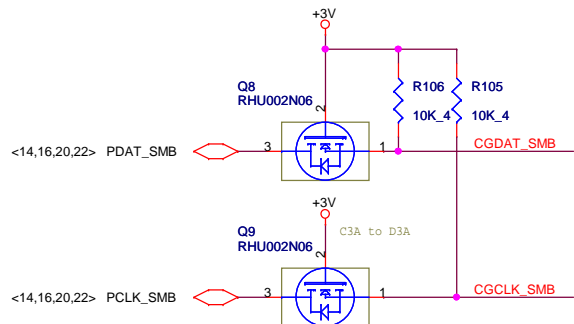 +3V
Q8
RHU002N06
R106
R105
2
10K_4
10K_4
<14,16,20,22> PDAT_SMB
3
1
CGDAT_SMB
+3V
C3A to D3A
Q9
RHU002N06
2
<14,16,20,22> PCLK_SMB
3
1
CGCLK_SMB